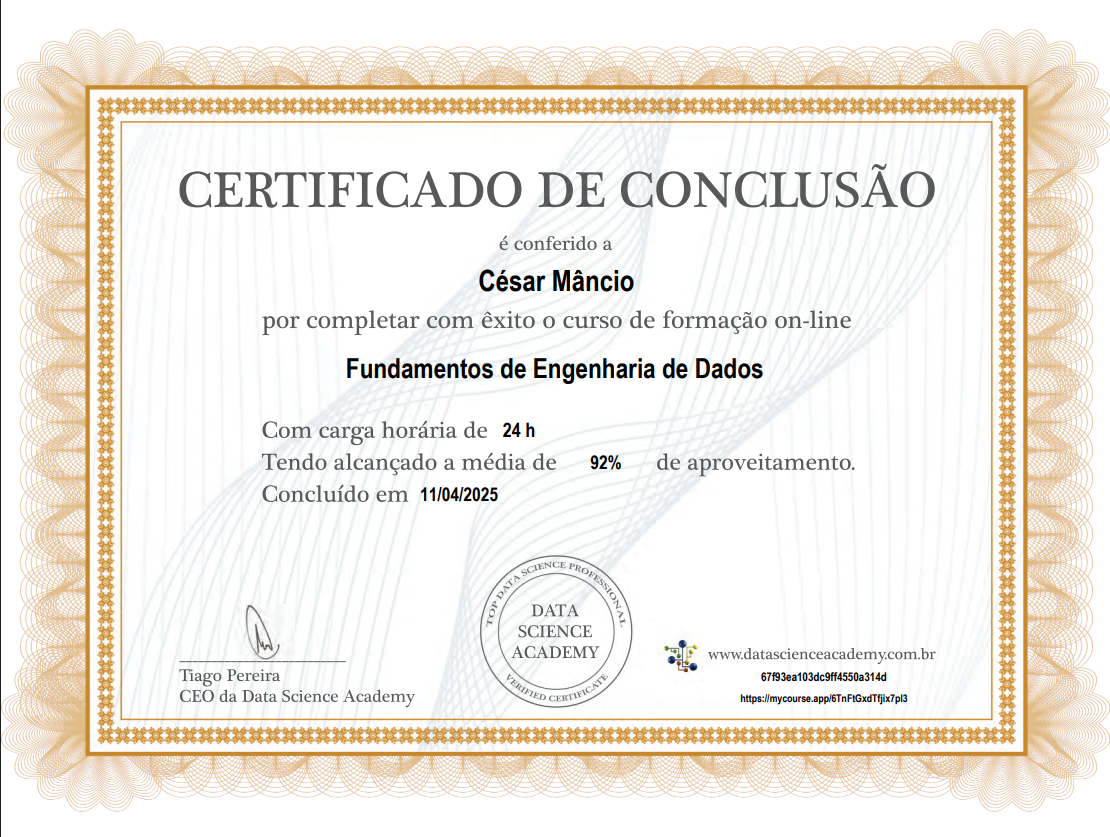 CERTIFICADO DE CONCLUSÃO
é conferido a
César Mâncio
por completar com êxito o curso de formação on-line
Fundamentos de Engenharia de Dados
Com carga horária de 24 h
Tendo alcançado a média de 92% de aproveitamento.
Concluído em 11/04/2025
TOP DATA SCIENCE PROFESSIONAL
DATA
SCIENCE
ACADEMY
VERIFIED CERTIFICATE
Tiago Pereira
CEO da Data Science Academy
www.datascienceacademy.com.br
67f93ea103dc9ff4550a314d
https://mycourse.app/6TnFtGxdTfjix7pl3